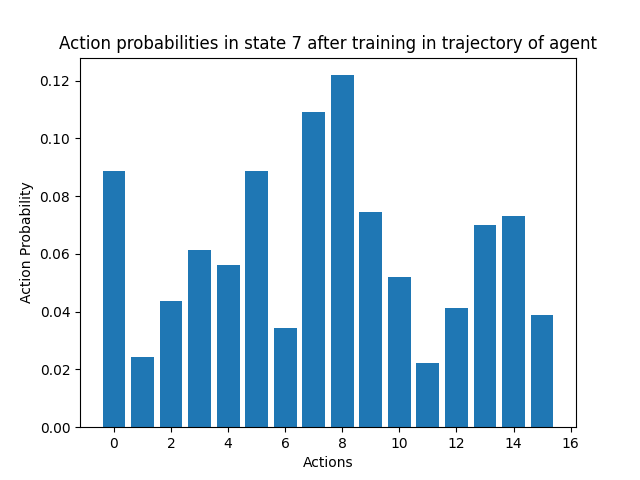 Action probabilities in state 7 after training in trajectory of agent
0.12
0.10
0.08
0.06
0.04
0.02
0.00
Action Probability
0 2 4 6 8 10 12 14 16
Actions